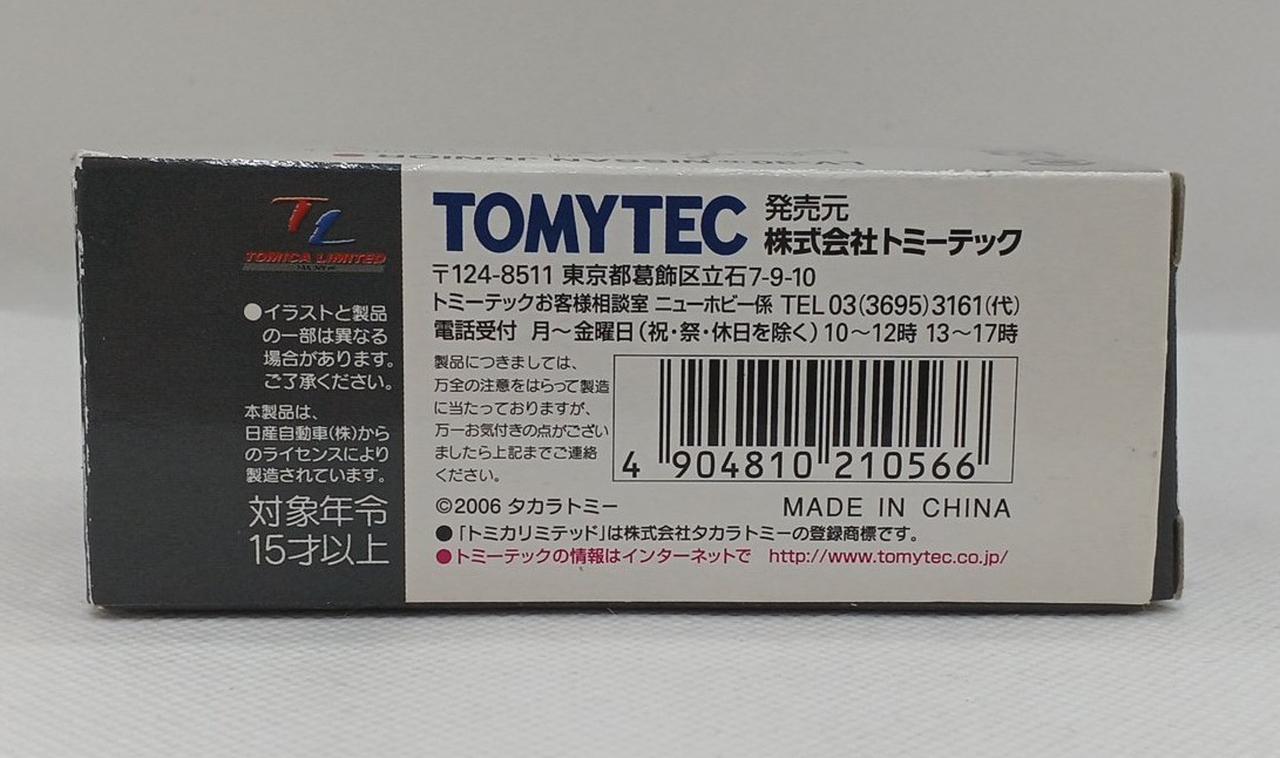 NISSAN JUNIOR
TOMICA LIMITED
●イラストと製品
の一部は異なる
場合があります。
ご了承ください。
本製品は、
日産自動車(株)から
のライセンスにより
製造されています。
対象年令
15才以上
TOMYTEC
発売元
株式会社トミーテック
〒124-8511 東京都葛飾区立石7-9-10
トミーテックお客様相談室 ニューホビー係 TEL 03(3695)3161(代)
電話受付 月〜金曜日(祝・祭・休日を除く) 10〜12時 13〜17時
製品につきましては、
万全の注意をはらって製造
に当たっておりますが、
万一お気付きの点がござい
ましたら上記までご連絡
ください。
4 904810 210566
©2006 タカラトミー
MADE IN CHINA
●「トミカリミテッド」は株式会社タカラトミーの登録商標です。
●トミーテックの情報はインターネットで http://www.tomytec.co.jp/